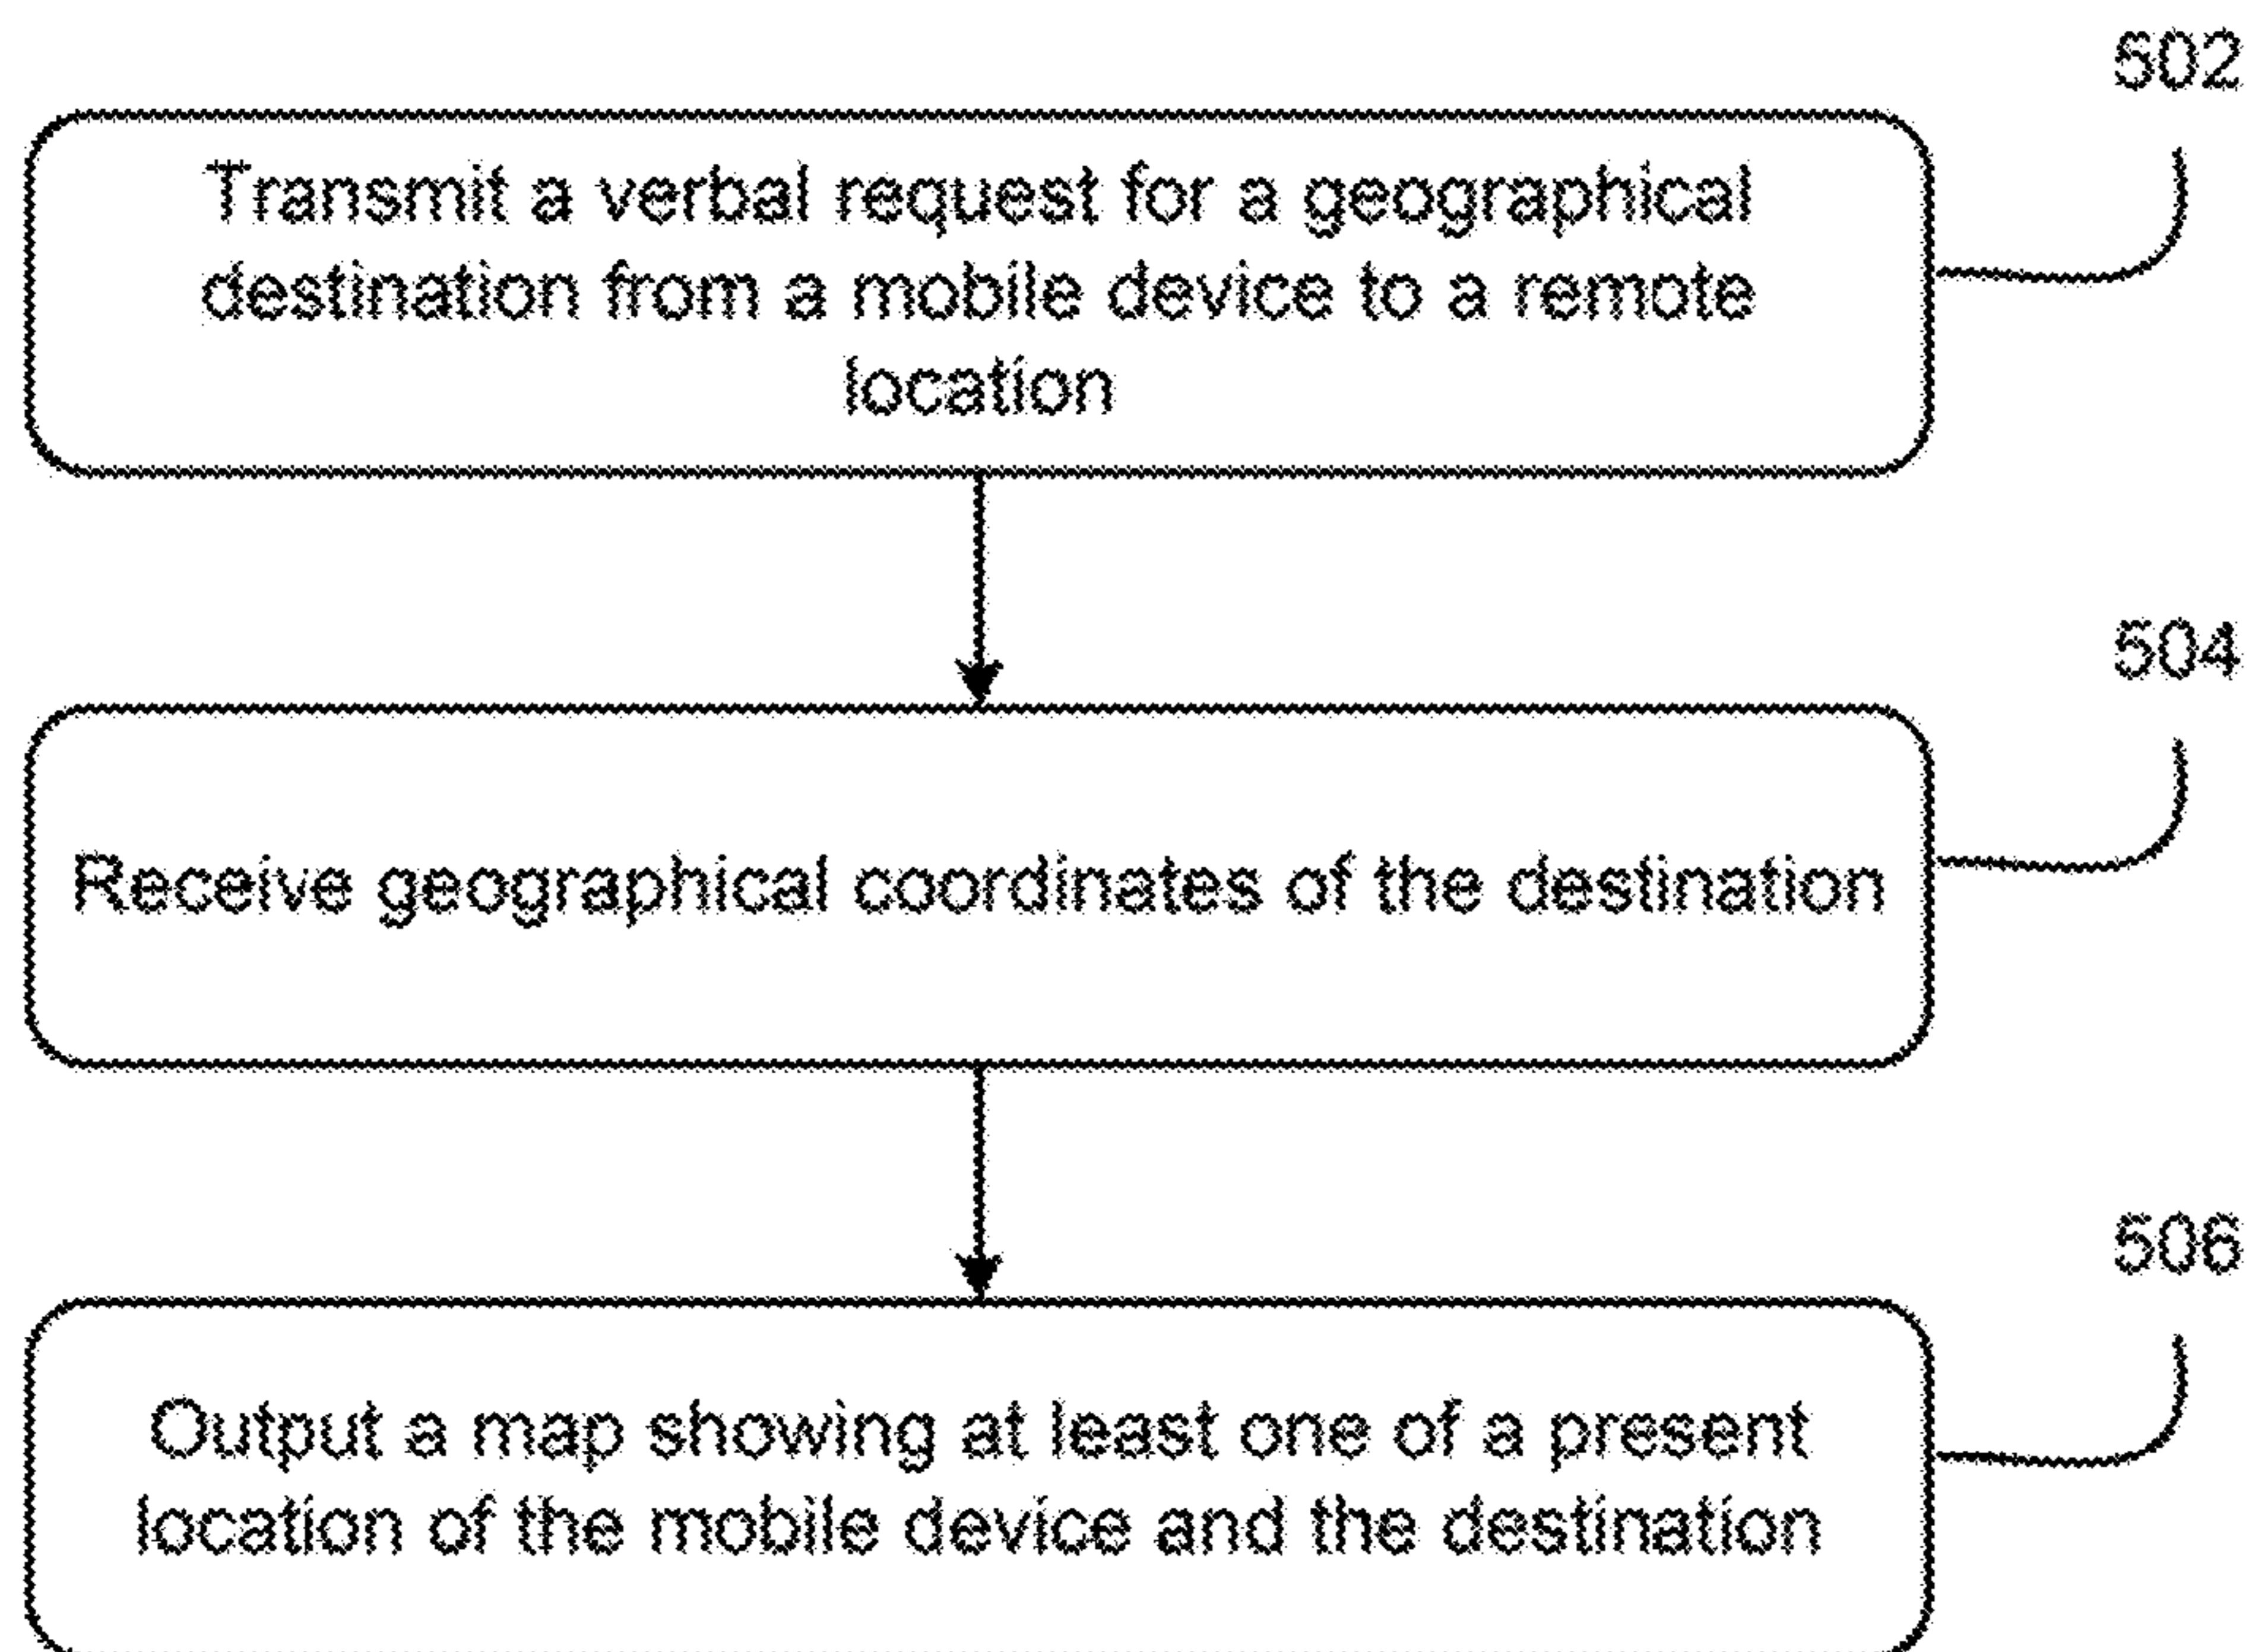 502
Transmit a verbal request for a geographical
destination from a mobile device to a remote
location
504
Receive geographical coordinates of the destination
506
Output a map showing at least one of a present
location of the mobile device and the destination